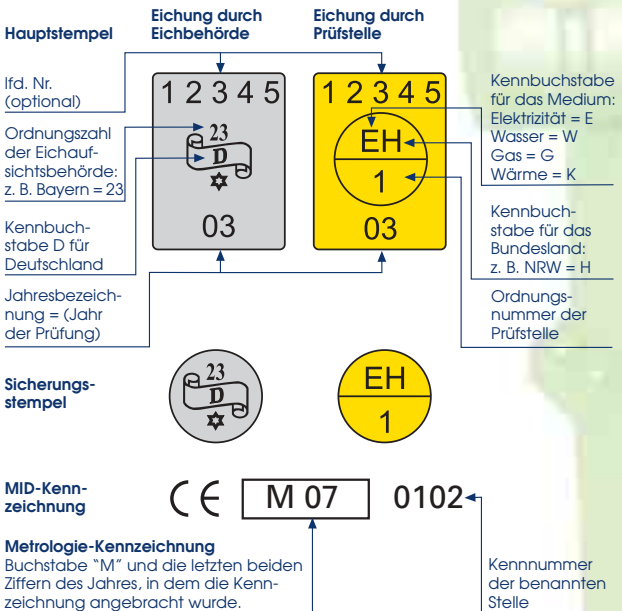 Hauptstempel
Eichung durch
Eichbehörde
Eichung durch
Prüfstelle
lfd. Nr.
(optional)
Ordnungszahl
der Eichauf-
sichtsbehörde:
z. B. Bayern = 23
Kennbuch-
stabe D für
Deutschland
Jahresbezeich-
nung = (Jahr
der Prüfung)
1 2 3 4 5
23
D
03
1 2 3 4 5
EH
1
03
Kennbuchstabe
für das Medium:
Elektrizität = E
Wasser = W
Gas = G
Wärme = K
Kennbuch-
stabe für das
Bundesland:
z. B. NRW = H
Ordnungs-
nummer der
Prüfstelle
Sicherungs-
stempel
23
D
EH
1
MID-Kenn-
zeichnung
CE M 07 0102
Metrologie-Kennzeichnung
Buchstabe "M" und die letzten beiden
Ziffern des Jahres, in dem die Kenn-
zeichnung angebracht wurde.
Kennnummer
der benannten
Stelle